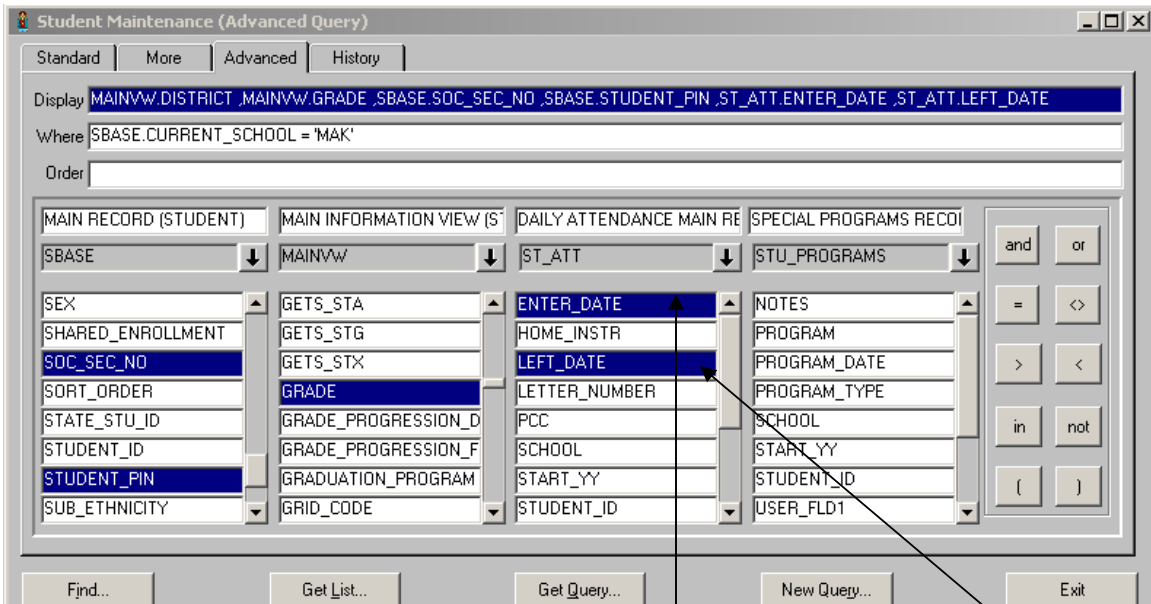 Student Maintenance (Advanced Query)
Standard More Advanced History
Display MAINVW.DISTRICT ,MAINVW.GRADE ,SBASE.SOC_SEC_NO ,SBASE.STUDENT_PIN ,ST_ATT.ENTER_DATE ,ST_ATT.LEFT_DATE
Where SBASE.CURRENT_SCHOOL = 'MAK'
Order
MAIN RECORD (STUDENT) MAIN INFORMATION VIEW (ST DAILY ATTENDANCE MAIN RE SPECIAL PROGRAMS RECOI
and or
SBASE MAINVW ST_ATT STU_PROGRAMS
SEX GETS_STA ENTER_DATE NOTES = <>
SHARED_ENROLLMENT GETS_STG HOME_INSTR PROGRAM
SOC_SEC_NO GETS_STX LEFT_DATE PROGRAM_DATE > <
SORT_ORDER GRADE LETTER_NUMBER PROGRAM_TYPE
STATE_STU_ID GRADE_PROGRESSION_D PCC SCHOOL in not
STUDENT_ID GRADE_PROGRESSION_F SCHOOL START_YY
STUDENT_PIN GRADUATION_PROGRAM START_YY STUDENT_ID ( )
SUB_ETHNICITY GRID_CODE STUDENT_ID USER_FLD1
Find... Get List... Get Query... New Query... Exit